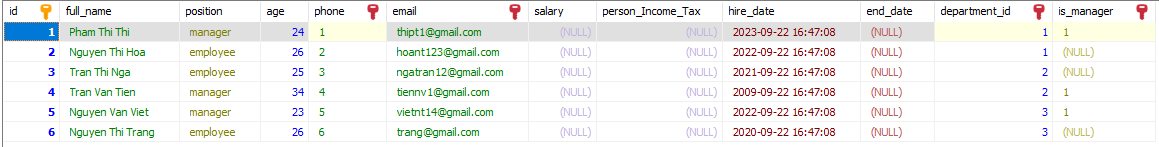 id full_name position age phone email salary person_Income_Tax hire_date end_date department_id is_manager
1 Pham Thi Thi manager 24 1 thipt1@gmail.com (NULL) (NULL) 2023-09-22 16:47:08 (NULL) 1 1
2 Nguyen Thi Hoa employee 26 2 hoant123@gmail.com (NULL) (NULL) 2022-09-22 16:47:08 (NULL) 1 (NULL)
3 Tran Thi Nga employee 25 3 ngatran12@gmail.com (NULL) (NULL) 2021-09-22 16:47:08 (NULL) 2 (NULL)
4 Tran Van Tien manager 34 4 tiennv1@gmail.com (NULL) (NULL) 2009-09-22 16:47:08 (NULL) 2 1
5 Nguyen Van Viet manager 23 5 vietnt14@gmail.com (NULL) (NULL) 2022-09-22 16:47:08 (NULL) 3 1
6 Nguyen Thi Trang employee 26 6 trang@gmail.com (NULL) (NULL) 2020-09-22 16:47:08 (NULL) 3 (NULL)